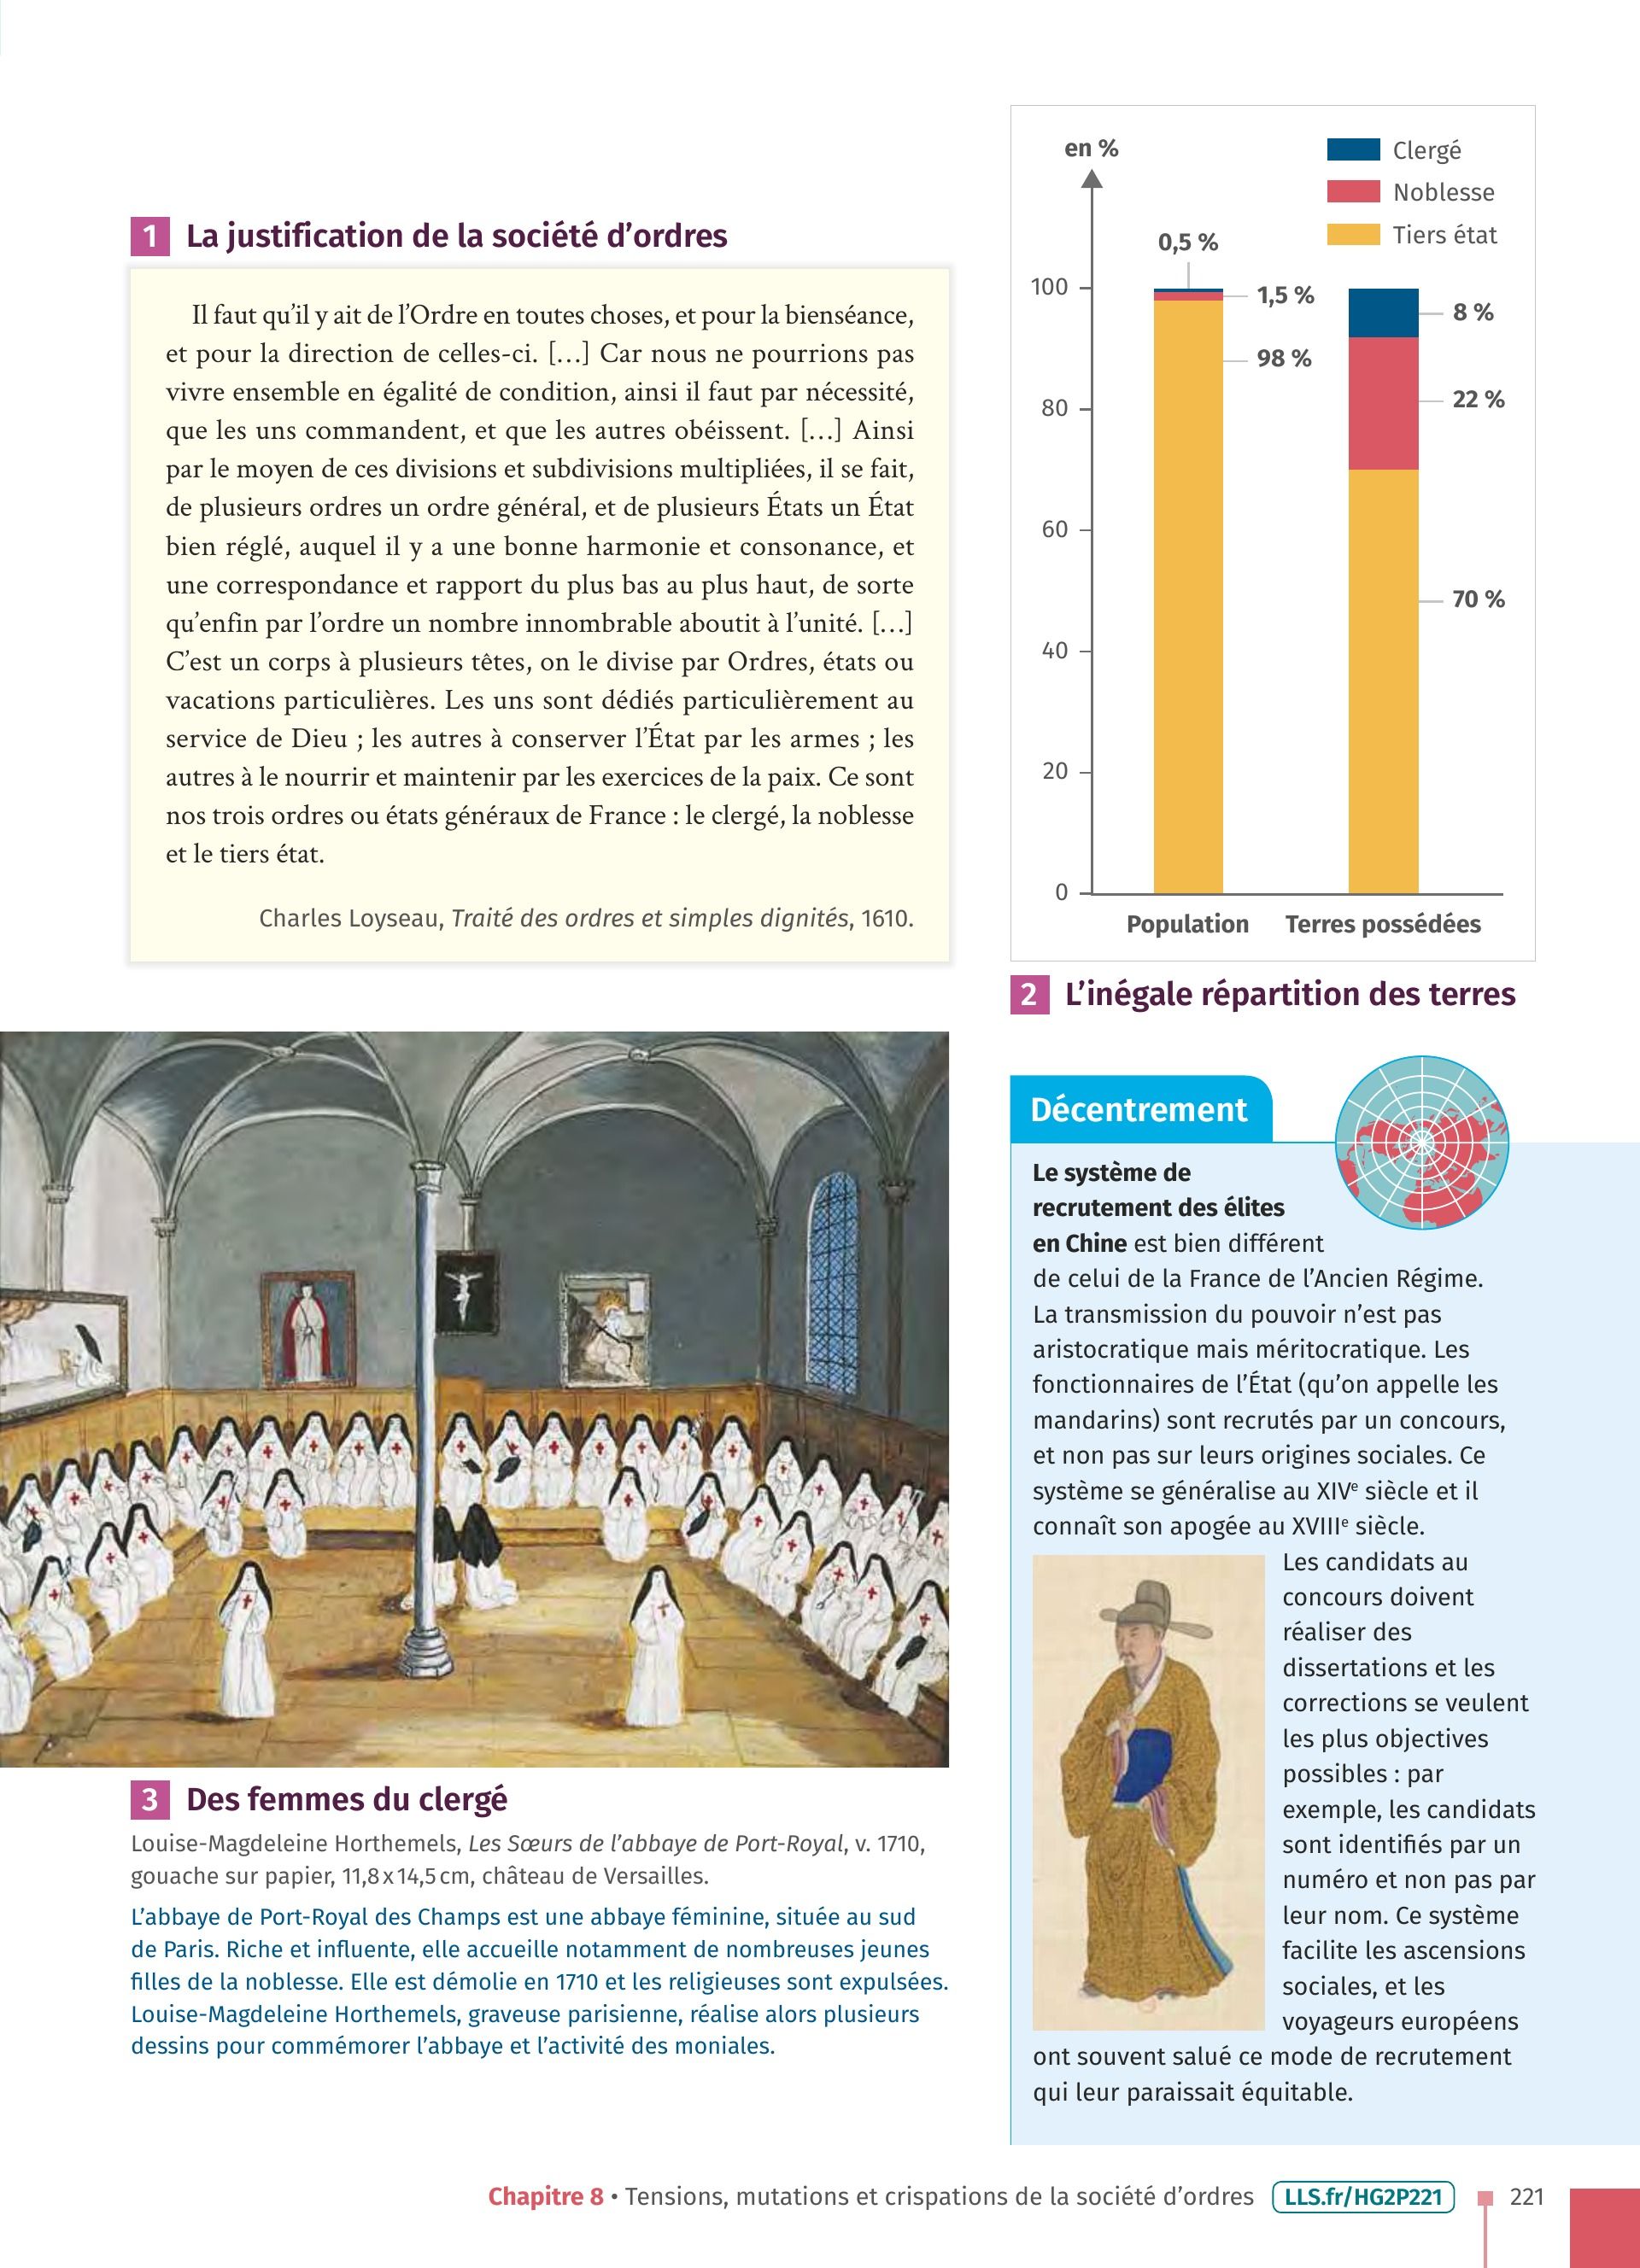 1 La justification de la société d’ordres
Il faut qu’il y ait de l’Ordre en toutes choses, et pour la bienséance,
et pour la direction de celles-ci. […] Car nous ne pourrions pas
vivre ensemble en égalité de condition, ainsi il faut par nécessité,
que les uns commandent, et que les autres obéissent. […] Ainsi
par le moyen de ces divisions et subdivisions multipliées, il se fait,
de plusieurs ordres un ordre général, et de plusieurs États un État
bien réglé, auquel il y a une bonne harmonie et consonance, et
une correspondance et rapport du plus bas au plus haut, de sorte
qu’enfin par l’ordre un nombre innombrable aboutit à l’unité. […]
C’est un corps à plusieurs têtes, on le divise par Ordres, états ou
vacations particulières. Les uns sont dédiés particulièrement au
service de Dieu ; les autres à conserver l’État par les armes ; les
autres à le nourrir et maintenir par les exercices de la paix. Ce sont
nos trois ordres ou états généraux de France : le clergé, la noblesse
et le tiers état.
Charles Loyseau, Traité des ordres et simples dignités, 1610.
en %
Clergé
Noblesse
Tiers état
0,5 %
100
1,5 %
8 %
98 %
22 %
80
60
70 %
40
20
0
Population
Terres possédées
2 L’inégale répartition des terres
3 Des femmes du clergé
Louise-Magdeleine Horthemels, Les Sœurs de l’abbaye de Port-Royal, v. 1710,
gouache sur papier, 11,8 x 14,5 cm, château de Versailles.
L’abbaye de Port-Royal des Champs est une abbaye féminine, située au sud
de Paris. Riche et influente, elle accueille notamment de nombreuses jeunes
filles de la noblesse. Elle est démolie en 1710 et les religieuses sont expulsées.
Louise-Magdeleine Horthemels, graveuse parisienne, réalise alors plusieurs
dessins pour commémorer l’abbaye et l’activité des moniales.
Décentrement
Le système de
recrutement des élites
en Chine est bien différent
de celui de la France de l’Ancien Régime.
La transmission du pouvoir n’est pas
aristocratique mais méritocratique. Les
fonctionnaires de l’État (qu’on appelle les
mandarins) sont recrutés par un concours,
et non pas sur leurs origines sociales. Ce
système se généralise au XIVe siècle et il
connaît son apogée au XVIIIe siècle.
Les candidats au
concours doivent
réaliser des
dissertations et les
corrections se veulent
les plus objectives
possibles : par
exemple, les candidats
sont identifiés par un
numéro et non pas par
leur nom. Ce système
facilite les ascensions
sociales, et les
voyageurs européens
ont souvent salué ce mode de recrutement
qui leur paraissait équitable.
Chapitre 8 • Tensions, mutations et crispations de la société d’ordres LLS.fr/HG2P221 221